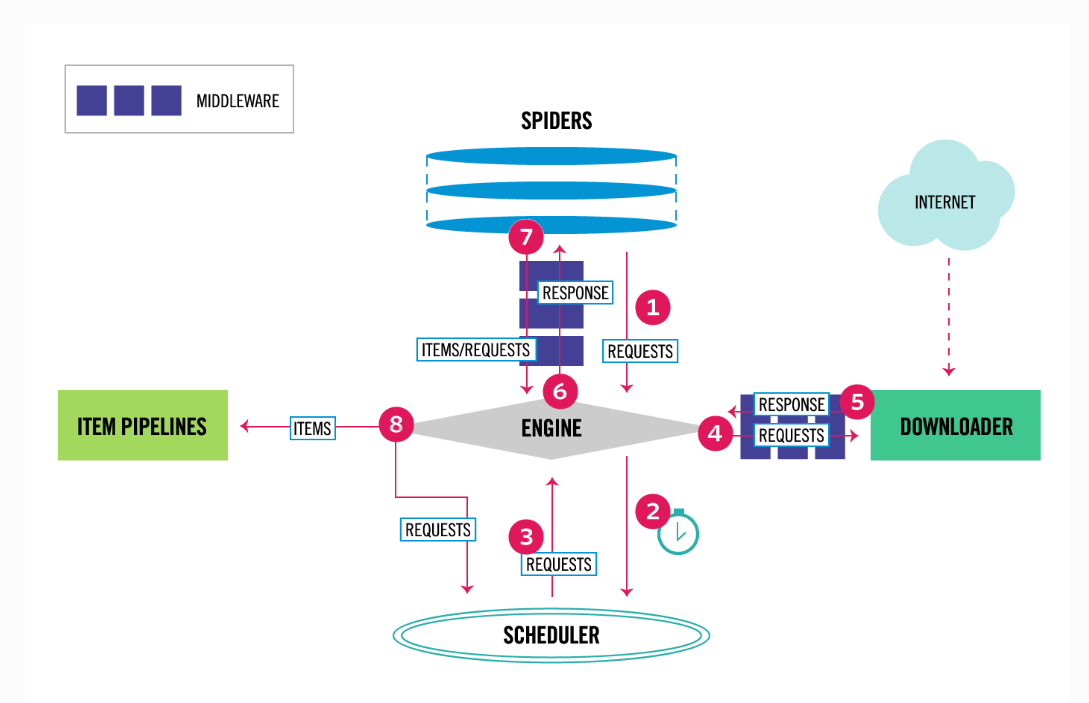 MIDDLEWARE
SPIDERS
INTERNET
7
RESPONSE
1
ITEMS/REQUESTS
REQUESTS
6
ITEM PIPELINES
ITEMS
8
ENGINE
4
RESPONSE
5
REQUESTS
DOWNLOADER
2
REQUESTS
3
REQUESTS
SCHEDULER